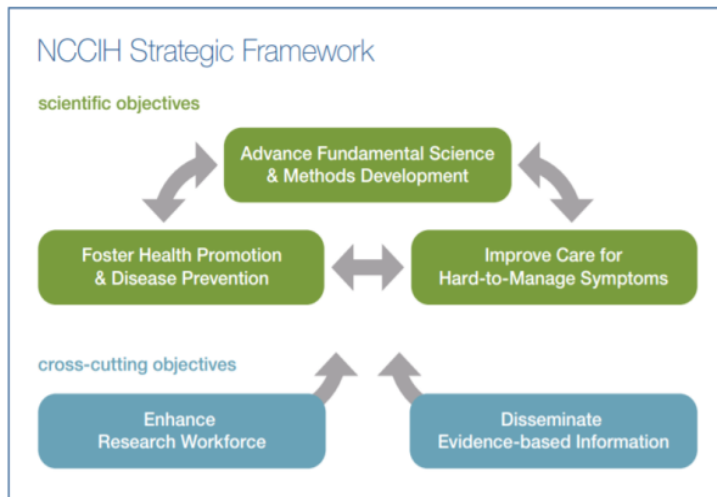 NCCIH Strategic Framework
scientific objectives
Advance Fundamental Science
& Methods Development
Foster Health Promotion
& Disease Prevention
Improve Care for
Hard-to-Manage Symptoms
cross-cutting objectives
Enhance
Research Workforce
Disseminate
Evidence-based Information